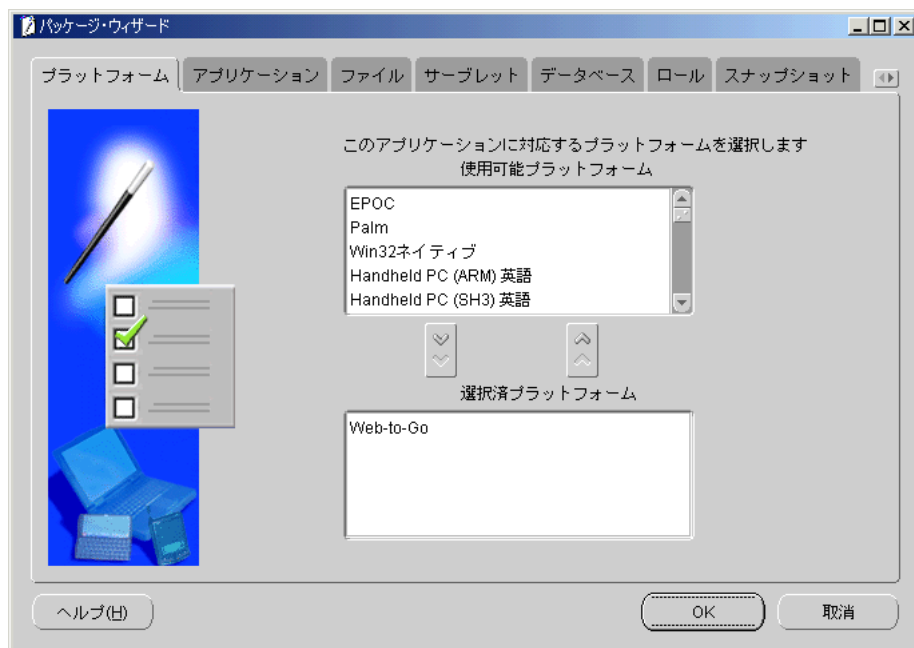 パッケージ・ウィザード
プラットフォーム
アプリケーション
ファイル
サーブレット
データベース
ロール
スナップショット
このアプリケーションに対応するプラットフォームを選択します
使用可能プラットフォーム
EPOC
Palm
Win32ネイティブ
Handheld PC (ARM) 英語
Handheld PC (SH3) 英語
選択済プラットフォーム
Web-to-Go
ヘルプ(H)
OK
取消